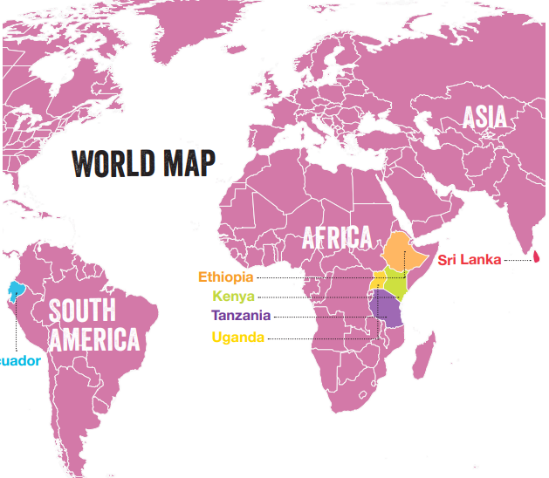 ASIA
WORLD MAP
AFRICA
Sri Lanka
Ethiopia
Kenya
Tanzania
Uganda
SOUTH
AMERICA
cuador